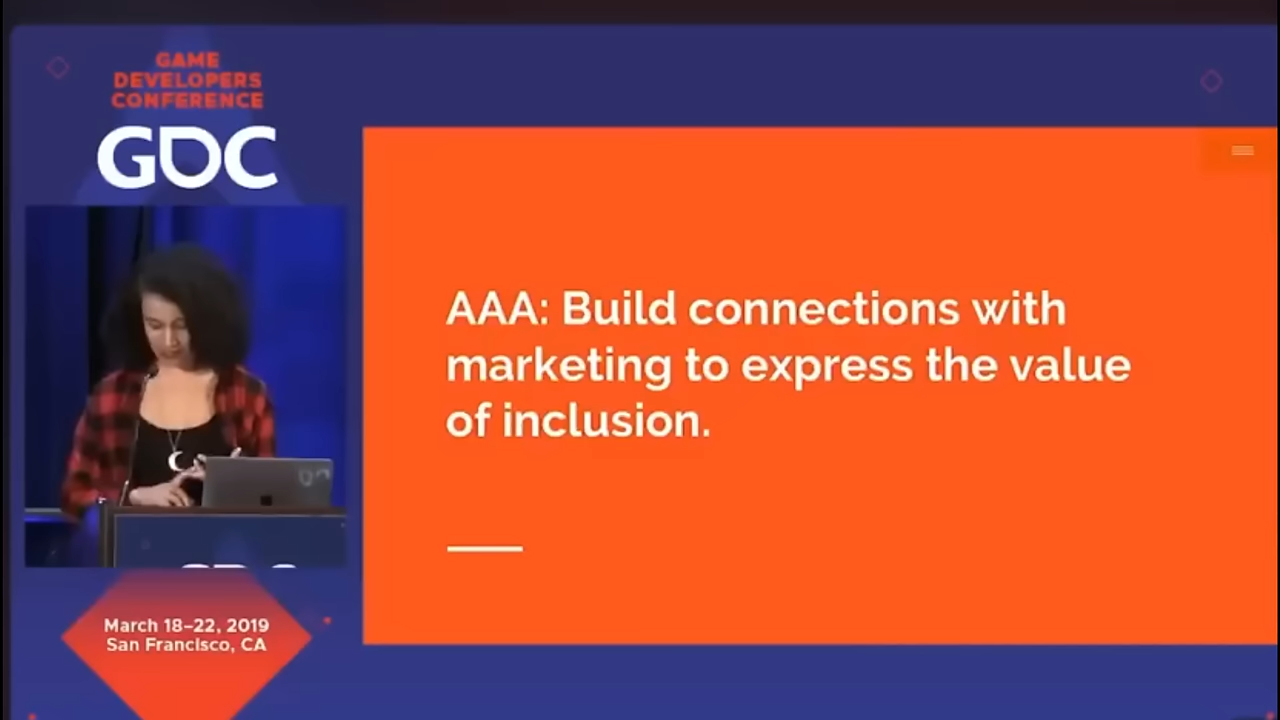 GAME
DEVELOPERS
CONFERENCE
GDC
AAA: Build connections with
marketing to express the value
of inclusion.
March 18–22, 2019
San Francisco, CA